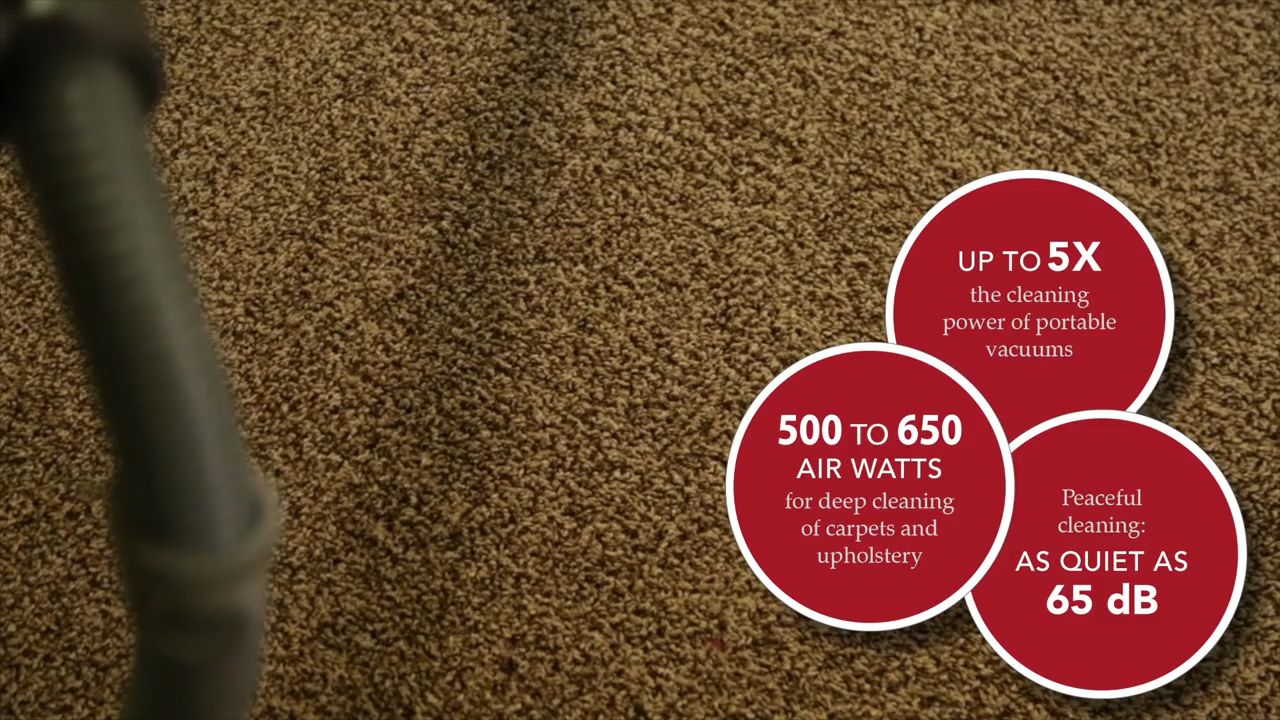 UP TO 5X
the cleaning
power of portable
vacuums
500 TO 650
AIR WATTS
for deep cleaning
of carpets and
upholstery
Peaceful
cleaning:
AS QUIET AS
65 dB